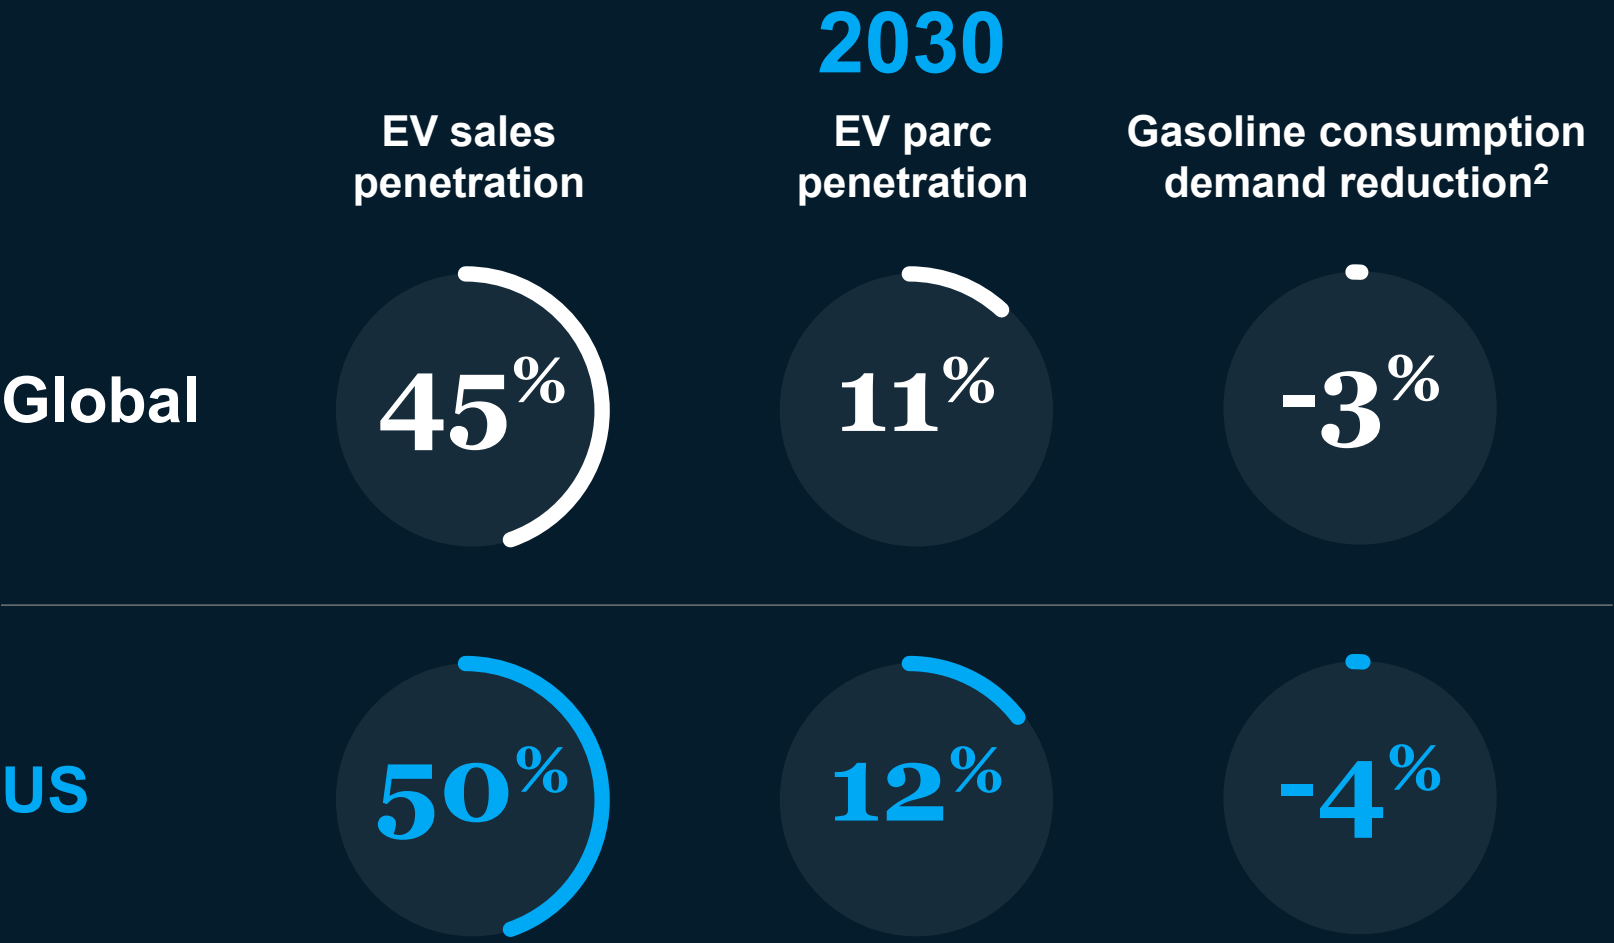 2030
EV sales
penetration
EV parc
penetration
Gasoline consumption
demand reduction²
Global
45%
11%
-3%
US
50%
12%
-4%